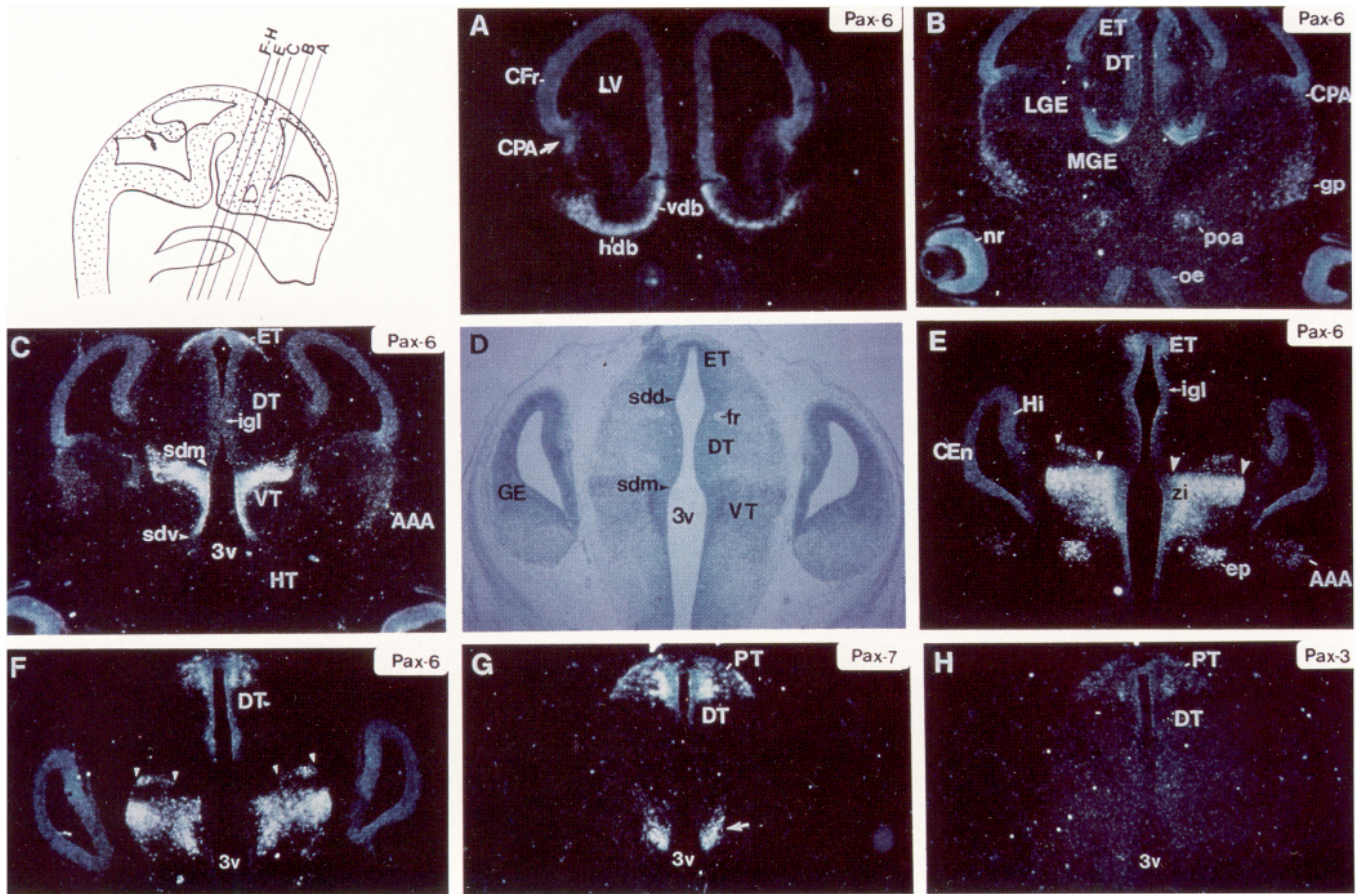 F-H
E
C
B
A
A
Pax-6
CFr
LV
CPA
vdb
hdb
B
Pax-6
ET
DT
CPA
LGE
MGE
gp
nr
poa
oe
C
Pax-6
ET
DT
igl
sdm
VT
AAA
sdv
3v
HT
D
ET
sdd
fr
DT
GE
sdm
3v
VT
E
Pax-6
ET
igl
Hi
CEn
zi
ep
AAA
F
Pax-6
DT
3v
G
Pax-7
PT
DT
3v
H
Pax-3
PT
DT
3v